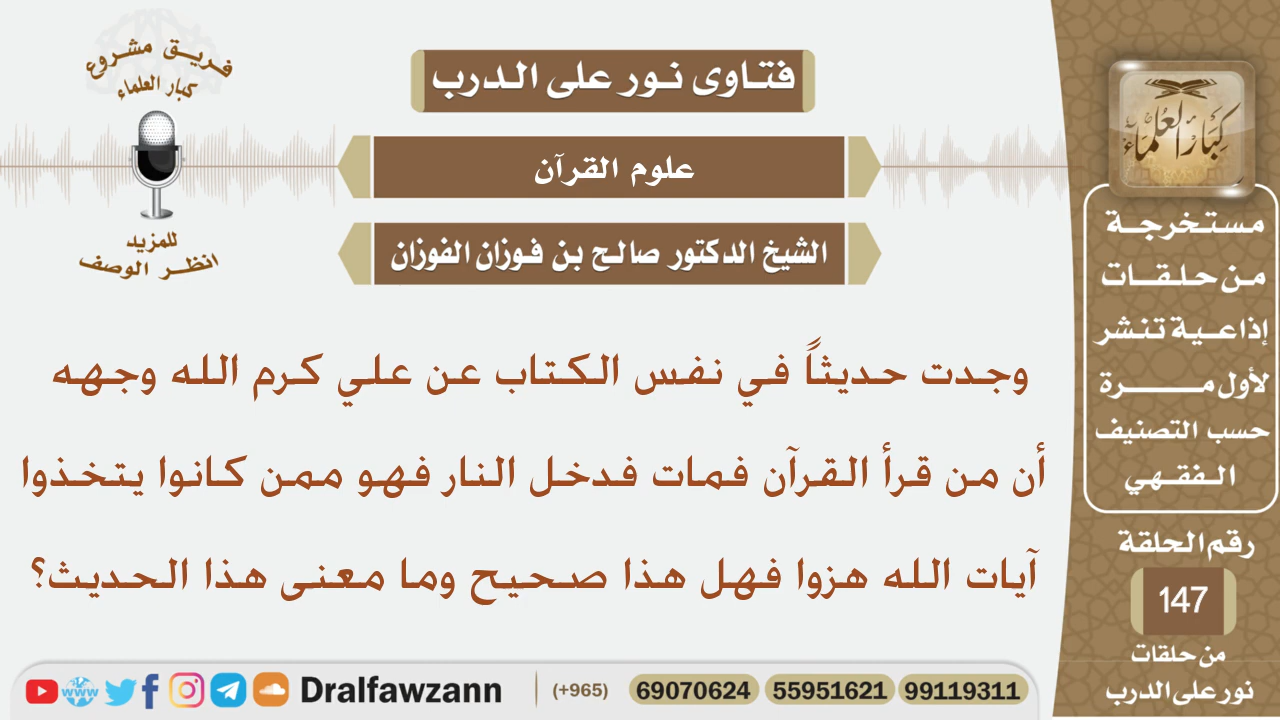 فريق مشروع
كبار العلماء
للمزيد
انظر الوصف
فتاوى نور على الدرب
علوم القرآن
الشيخ الدكتور صالح بن فوزان الفوزان
وجدت حديثاً في نفس الكتاب عن علي كرم الله وجهه
أن من قرأ القرآن فمات فدخل النار فهو ممن كانوا يتخذوا
آيات الله هزوا فهل هذا صحيح وما معنى هذا الحديث؟
كبار العلماء
مستخرجة
من حلقات
إذاعية تنشر
لأول مرة
حسب التصنيف
الفقهي
رقم الحلقة
147
من حلقات
نور على الدرب
www
Dralfawzann
(+965)
69070624
55951621
99119311